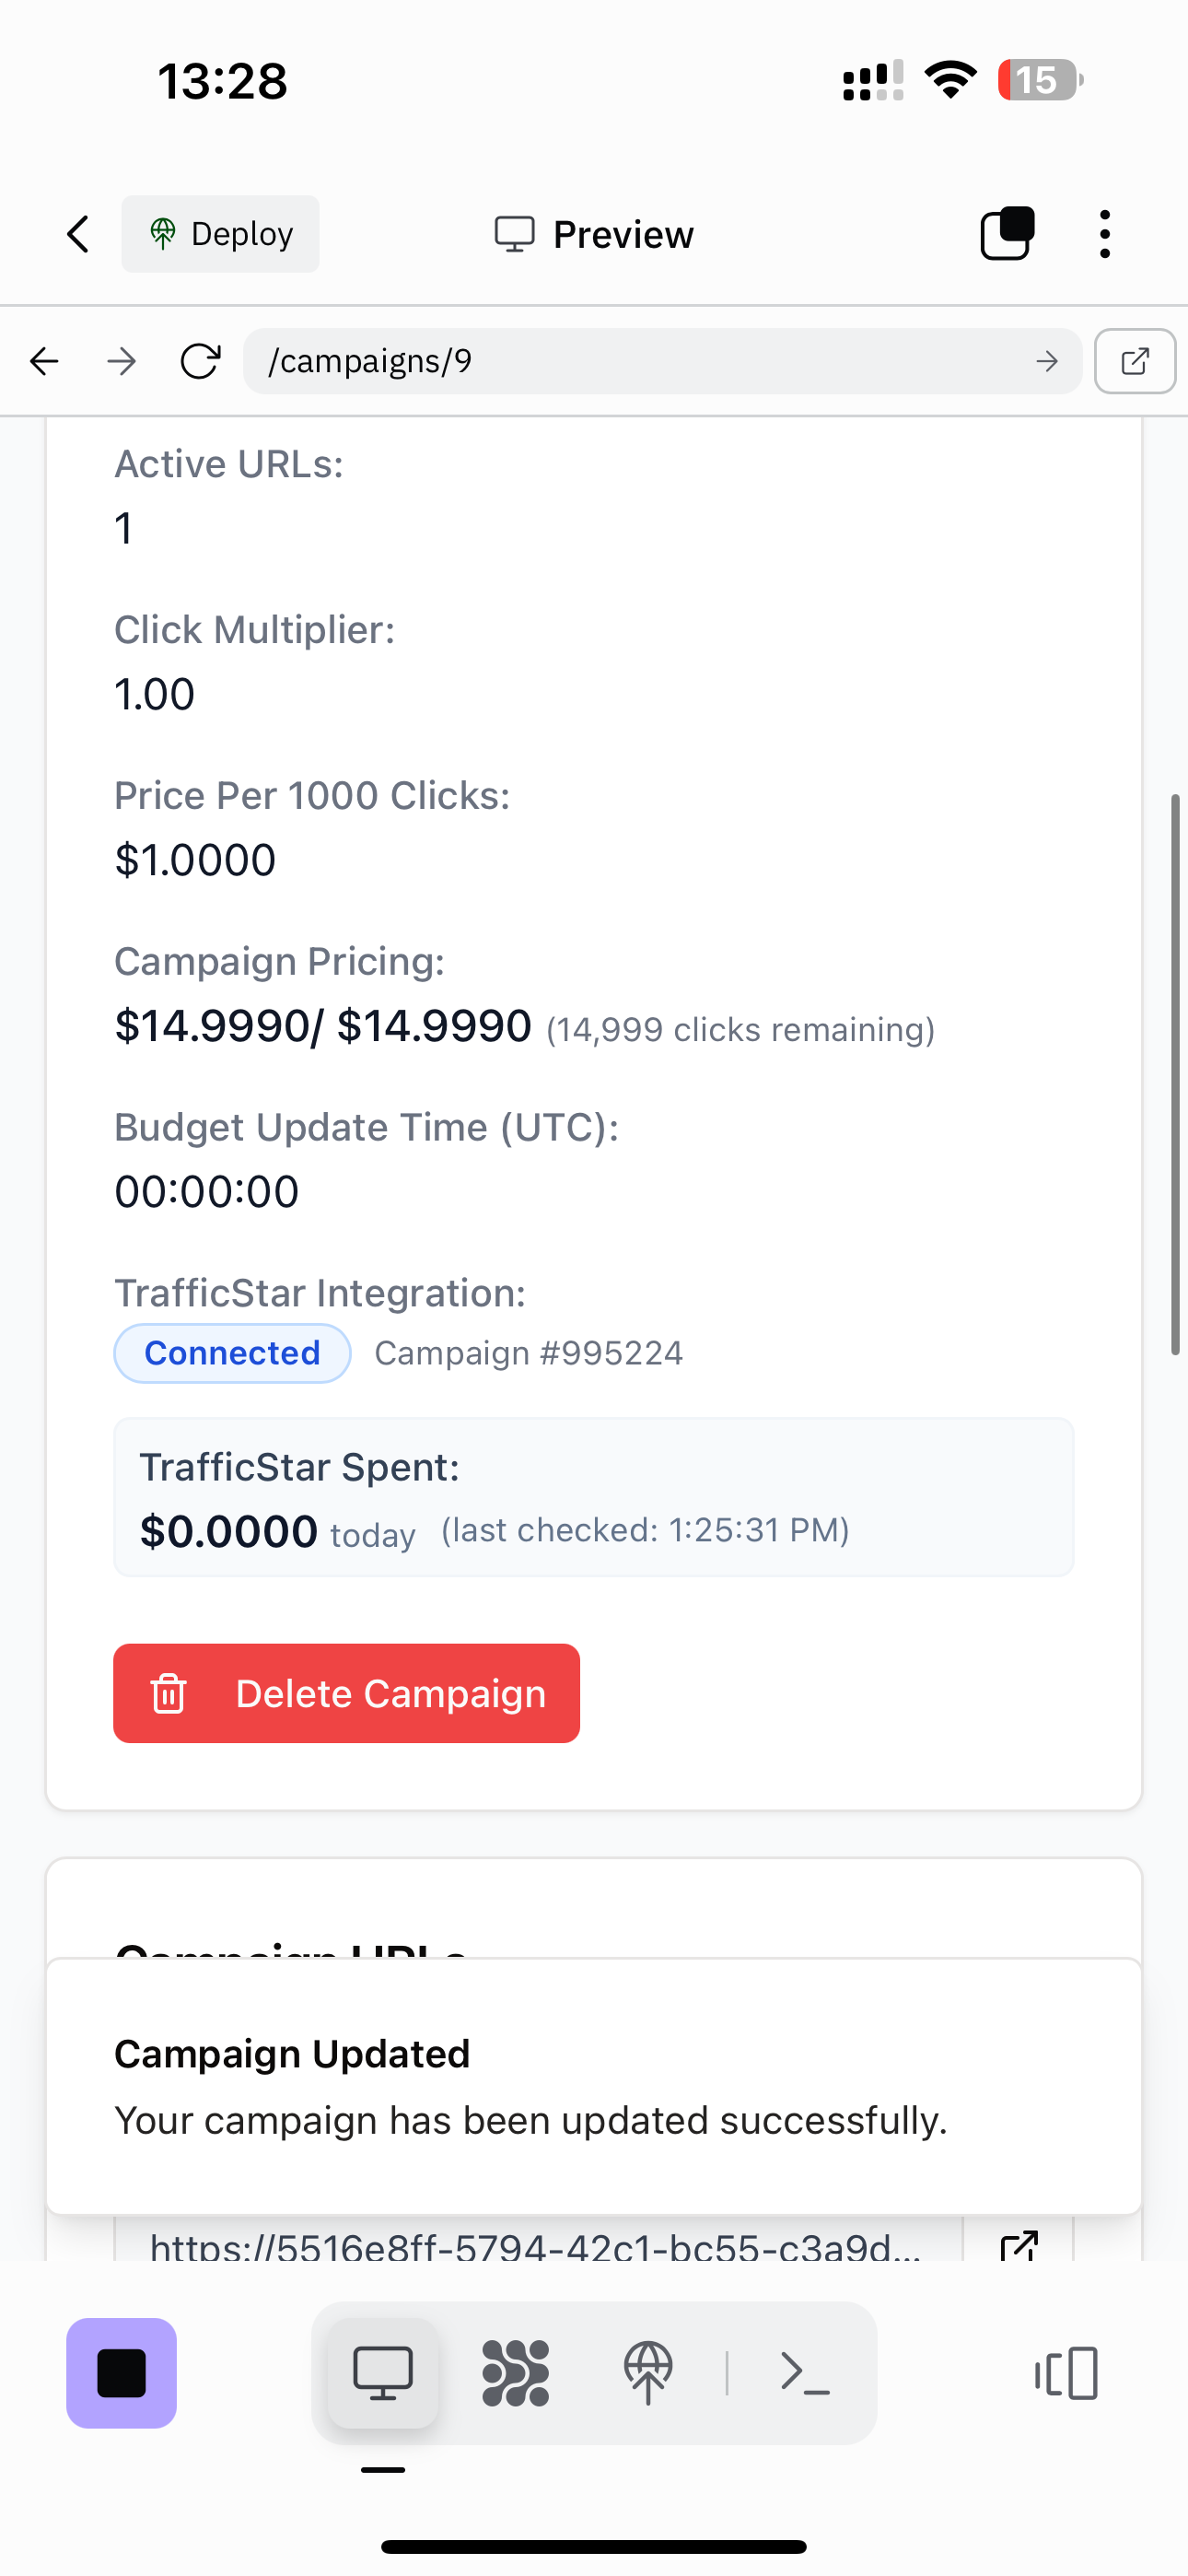 13:28
15
Deploy
Preview
/campaigns/9
Active URLs:
1
Click Multiplier:
1.00
Price Per 1000 Clicks:
$1.0000
Campaign Pricing:
$14.9990/ $14.9990 (14,999 clicks remaining)
Budget Update Time (UTC):
00:00:00
TrafficStar Integration:
Connected Campaign #995224
TrafficStar Spent:
$0.0000 today (last checked: 1:25:31 PM)
Delete Campaign
Campaign URLs
Campaign Updated
Your campaign has been updated successfully.
https://5516e8ff-5794-42c1-bc55-c3a9d...